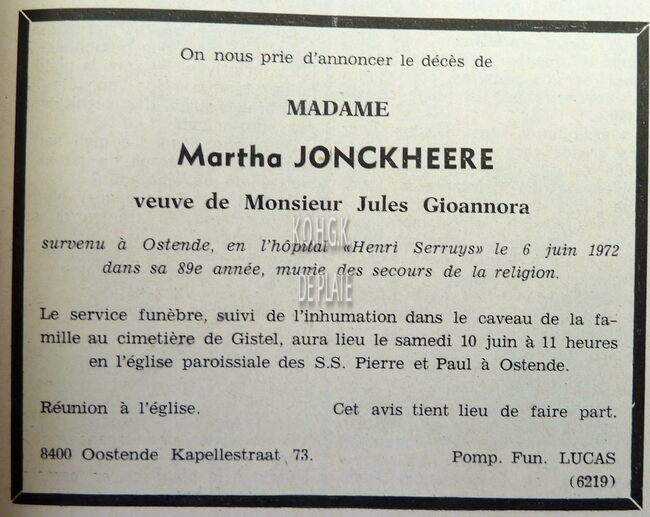 On nous prie d'annoncer le décès de
MADAME
Martha JONCKHEERE
veuve de Monsieur Jules Gioannora
survenu à Ostende, en l'hôpital «Henri Serruys» le 6 juin 1972
dans sa 89e année, munie des secours de la religion.
KOHGK
DE PLATE
Le service funèbre, suivi de l'inhumation dans le caveau de la fa-
mille au cimetière de Gistel, aura lieu le samedi 10 juin à 11 heures
en l'église paroissiale des S.S. Pierre et Paul à Ostende.
Réunion à l'église. Cet avis tient lieu de faire part.
8400 Oostende Kapellestraat 73. Pomp. Fun. LUCAS
(6219)